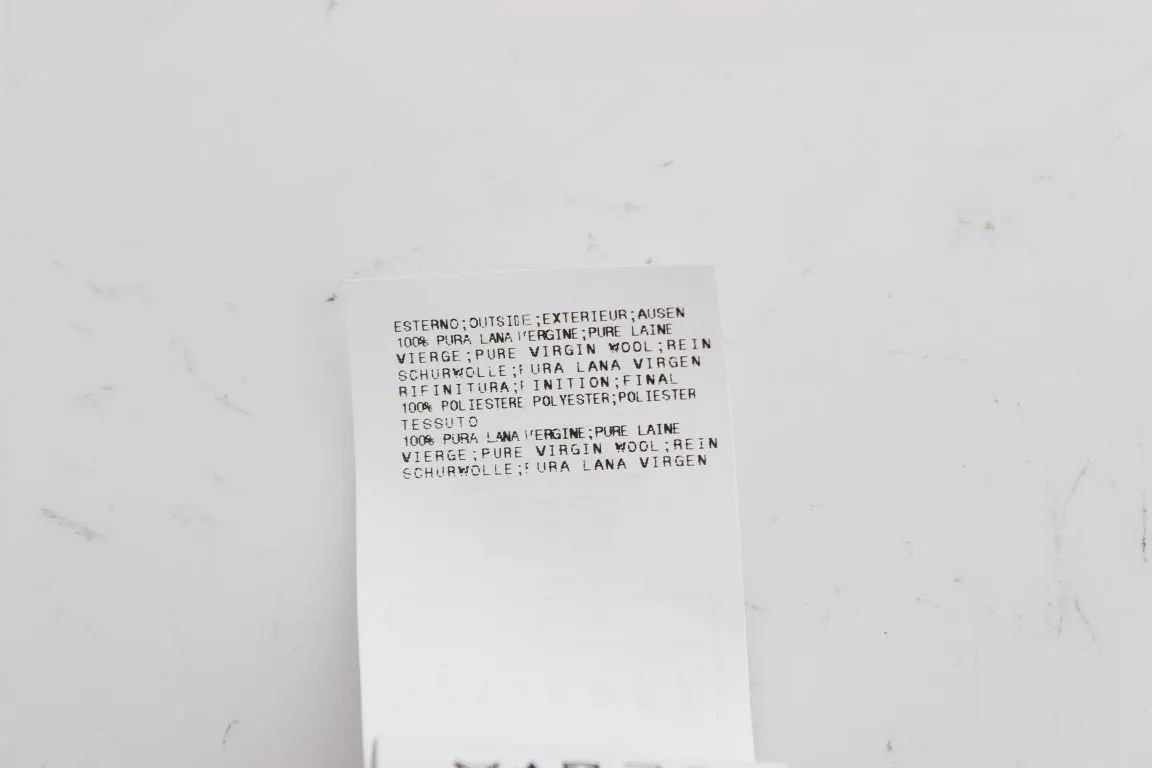 ESTERNO;OUTSIDE;EXTERIEUR;AUSEN
100% PURA LANA VERGINE;PURE LAINE
VIERGE;PURE VIRGIN WOOL;REIN
SCHURWOLLE;PURA LANA VIRGEN
RIFINITURA;FINITION;FINAL
100% POLIESTERE POLYESTER;POLIESTER
TESSUTO
100% PURA LANA VERGINE;PURE LAINE
VIERGE;PURE VIRGIN WOOL;REIN
SCHURWOLLE;PURA LANA VIRGEN